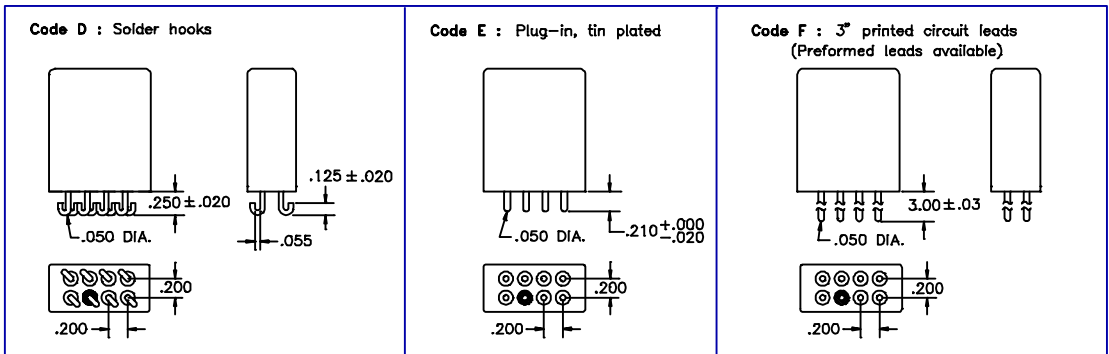 Code D : Solder hooks
.125 ±.020
.250 ±.020
.050 DIA.
.055
.200
.200
Code E : Plug-in, tin plated
.050 DIA.
.210 +.000 -.020
.200
.200
Code F : 3" printed circuit leads
(Preformed leads available)
3.00 ±.03
.050 DIA.
.200
.200